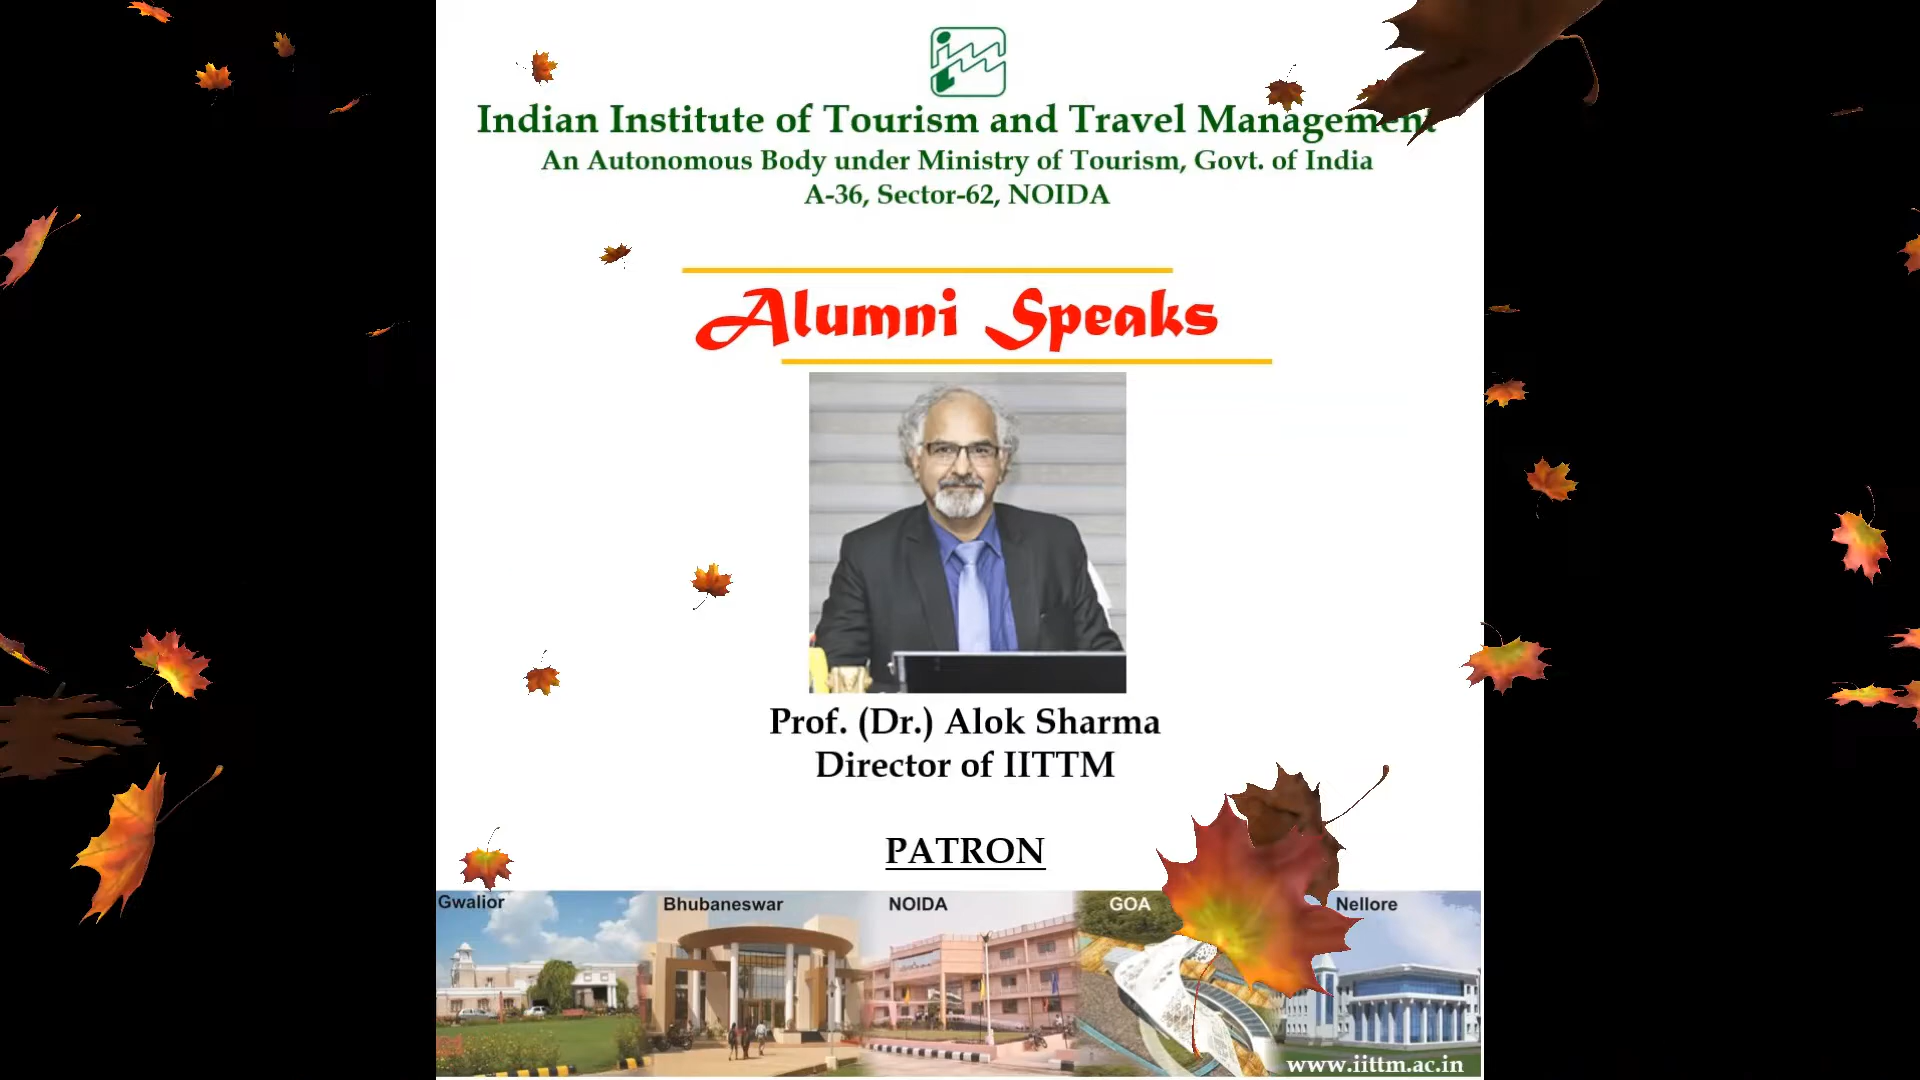 Indian Institute of Tourism and Travel Management
An Autonomous Body under Ministry of Tourism, Govt. of India
A-36, Sector-62, NOIDA
Alumni Speaks
Prof. (Dr.) Alok Sharma
Director of IITTM
PATRON
Gwalior
Bhubaneswar
NOIDA
GOA
Nellore
www.iittm.ac.in